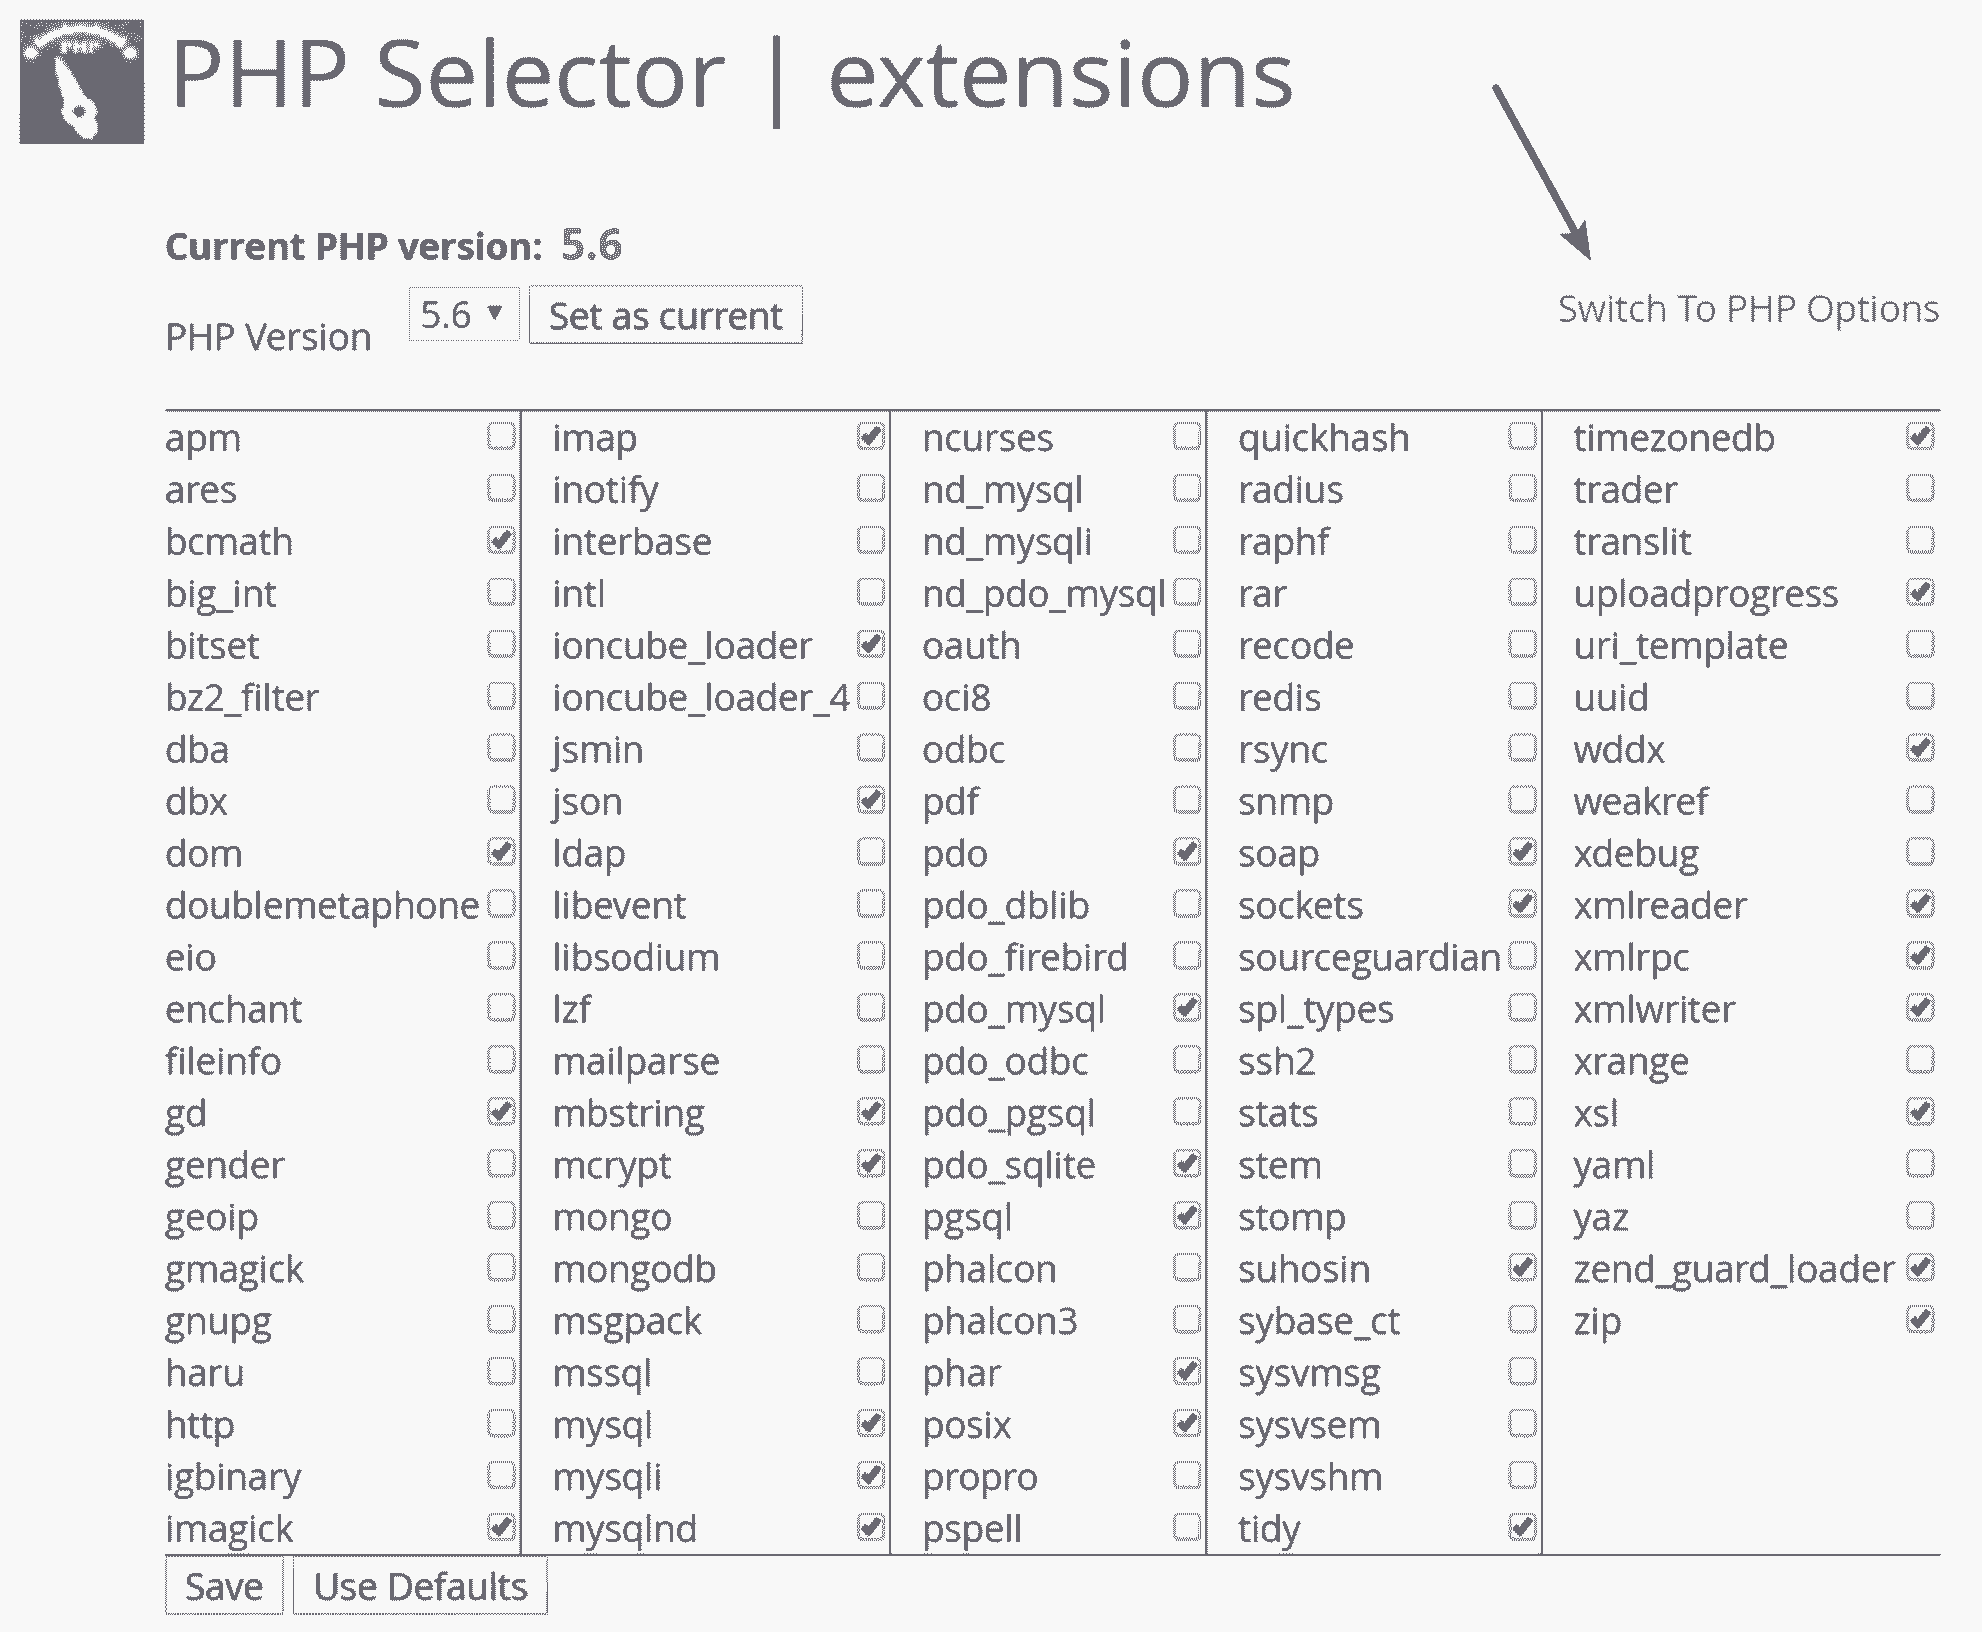 PHP
PHP Selector | extensions
Current PHP version: 5.6
PHP Version 5.6 Set as current
Switch To PHP Options
apm
ares
bcmath
big_int
bitset
bz2_filter
dba
dbx
dom
doublemetaphone
eio
enchant
fileinfo
gd
gender
geoip
gmagick
gnupg
haru
http
igbinary
imagick
imap
inotify
interbase
intl
ioncube_loader
ioncube_loader_4
jsmin
json
ldap
libevent
libsodium
lzf
mailparse
mbstring
mcrypt
mongo
mongodb
msgpack
mssql
mysql
mysqli
mysqlnd
ncurses
nd_mysql
nd_mysqli
nd_pdo_mysql
oauth
oci8
odbc
pdf
pdo
pdo_dblib
pdo_firebird
pdo_mysql
pdo_odbc
pdo_pgsql
pdo_sqlite
pgsql
phalcon
phalcon3
phar
posix
propro
pspell
quickhash
radius
raphf
rar
recode
redis
rsync
snmp
soap
sockets
sourceguardian
spl_types
ssh2
stats
stem
stomp
suhosin
sybase_ct
sysvmsg
sysvsem
sysvshm
tidy
timezonedb
trader
translit
uploadprogress
uri_template
uuid
wddx
weakref
xdebug
xmlreader
xmlrpc
xmlwriter
xrange
xsl
yaml
yaz
zend_guard_loader
zip
Save Use Defaults